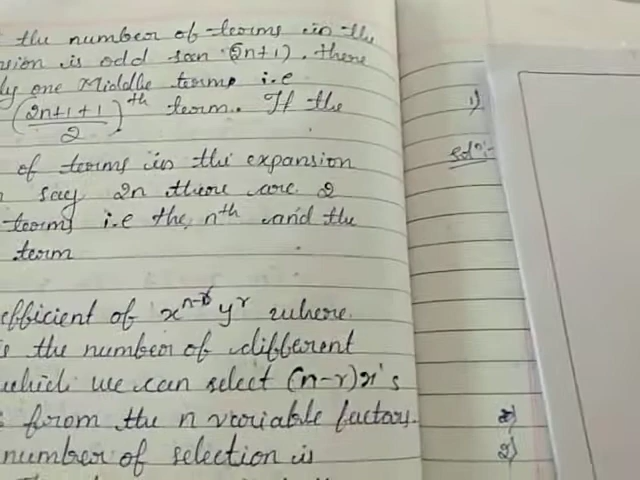 the number of terms in the
sion is odd say (2n+1). there
ly one Middle term, i.e
(2n+1+1/2)th term. If the
of terms in the expansion
say 2n there are 2
terms i.e the nth and the
term
efficient of x^n-r y^r where
the number of different
which we can select (n-r)x's
from the n variable factors.
number of selection is
1)
Sol^n:-
2)
3)